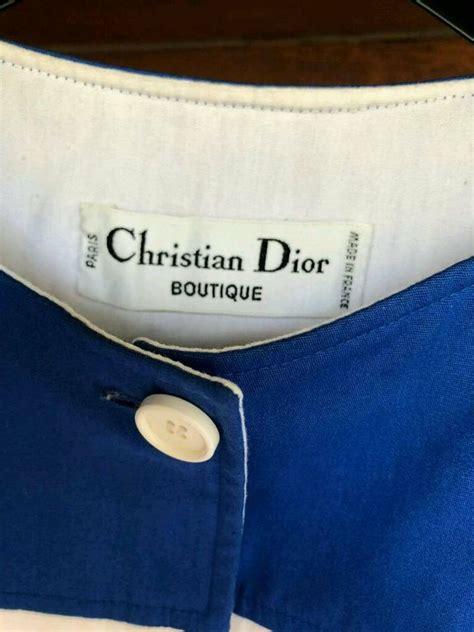 PARIS
Christian Dior
BOUTIQUE
MADE IN FRANCE